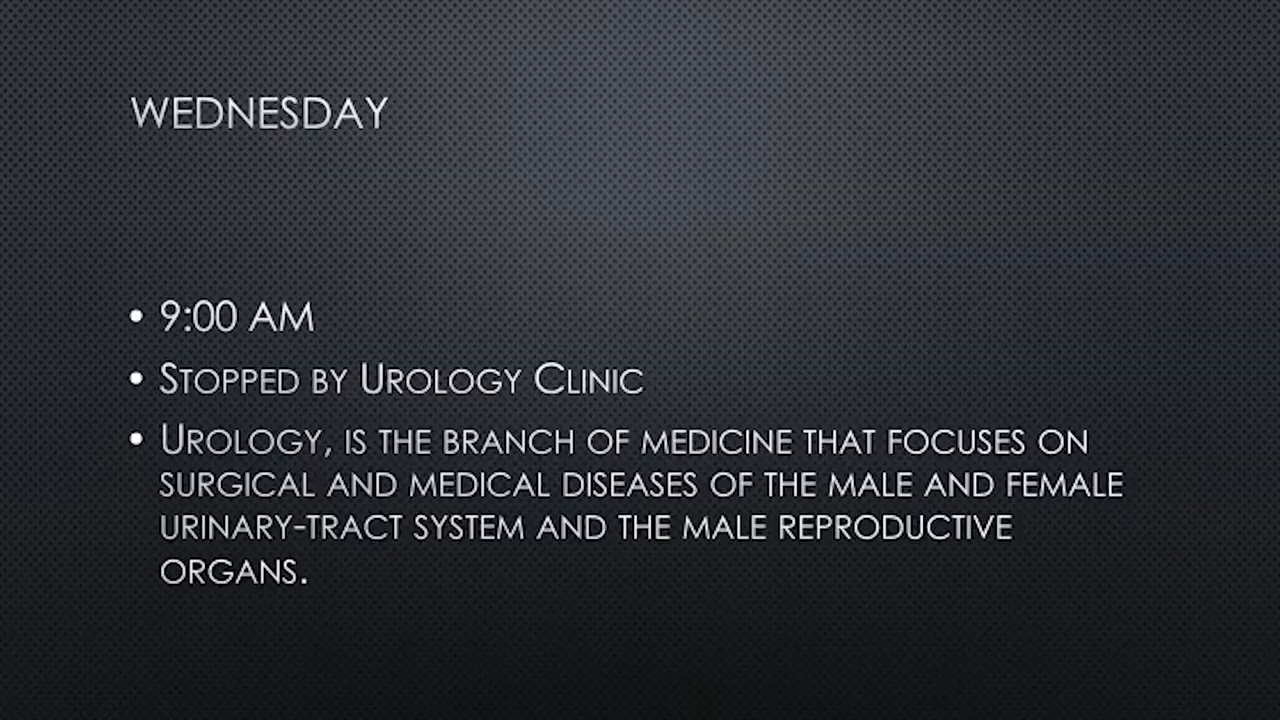 WEDNESDAY
• 9:00 AM
• Stopped by Urology Clinic
• Urology, is the branch of medicine that focuses on
surgical and medical diseases of the male and female
urinary-tract system and the male reproductive
organs.